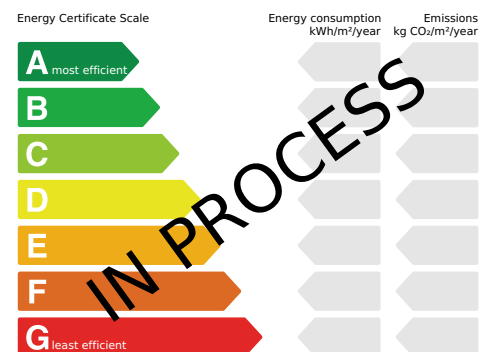 Energy Certificate Scale
Energy consumption
kWh/m²/year
Emissions
kg CO₂/m²/year
A most efficient
B
C
D
E
F
G least efficient
IN PROCESS